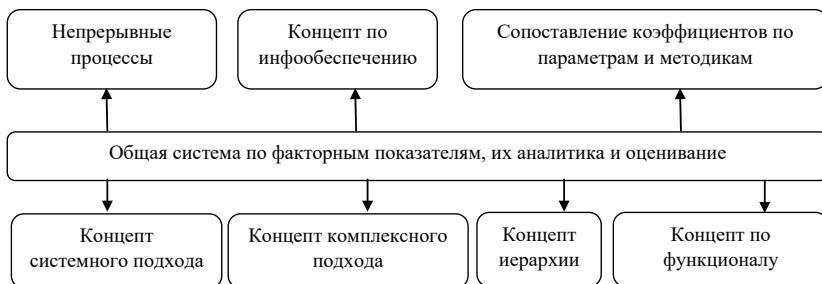 Непрерывные
процессы
Концепт по
инфообеспечению
Сопоставление коэффициентов по
параметрам и методикам
Общая система по факторным показателям, их аналитика и оценивание
Концепт
системного подхода
Концепт комплексного
подхода
Концепт
иерархии
Концепт по
функционалу